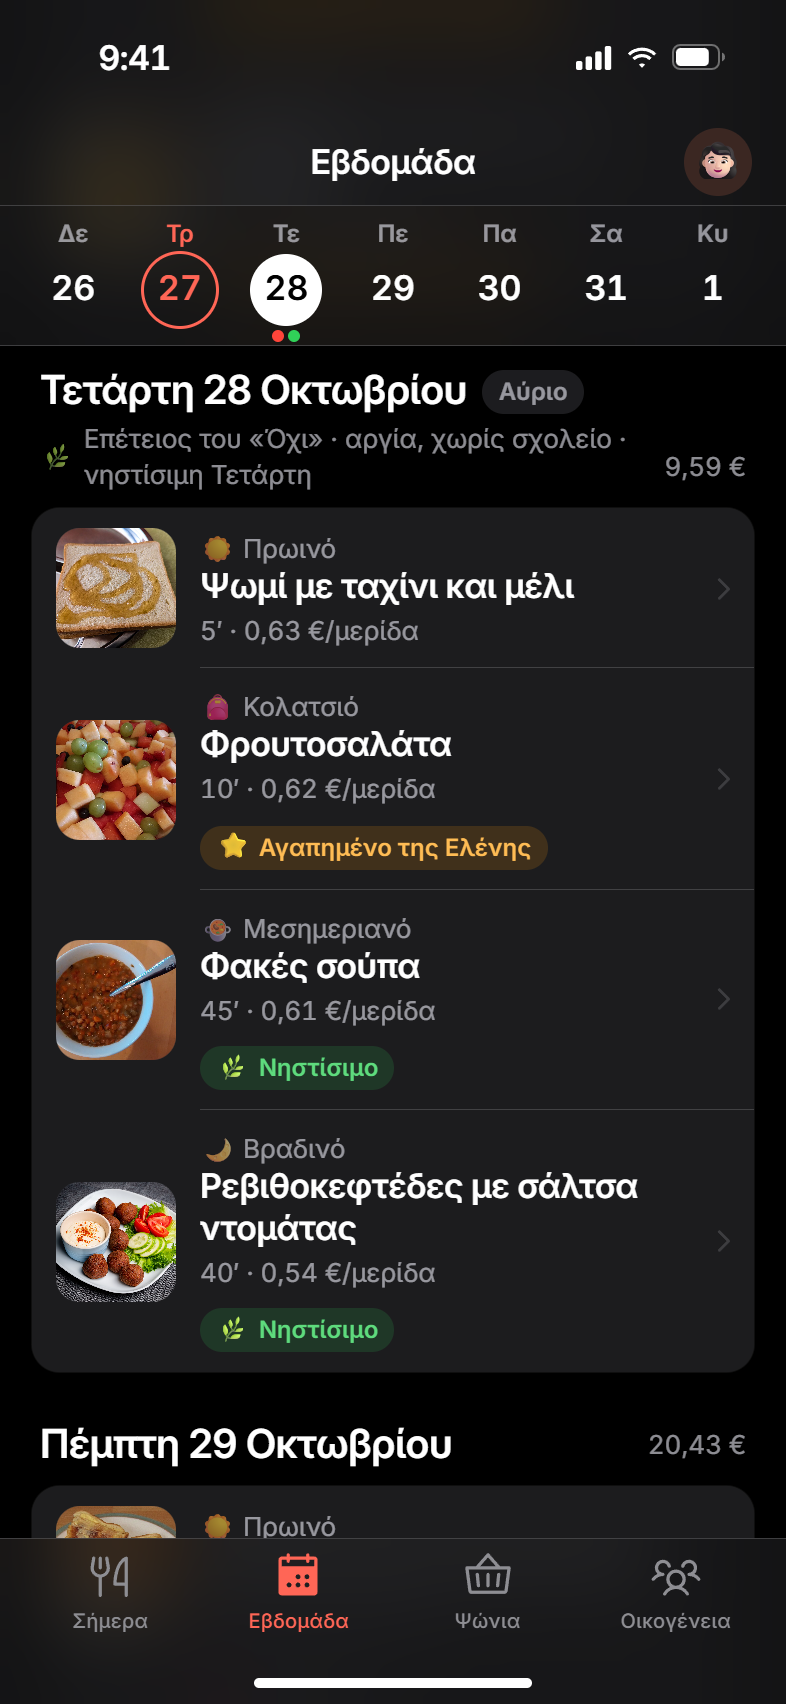 9:41
Εβδομάδα
Δε Τρ Τε Πε Πα Σα Κυ
26 27 28 29 30 31 1
Τετάρτη 28 Οκτωβρίου Αύριο
Επέτειος του «Όχι» · αργία, χωρίς σχολείο ·
νηστίσιμη Τετάρτη
9,59 €
Πρωινό
Ψωμί με ταχίνι και μέλι
5′ · 0,63 €/μερίδα
Κολατσιό
Φρουτοσαλάτα
10′ · 0,62 €/μερίδα
Αγαπημένο της Ελένης
Μεσημεριανό
Φακές σούπα
45′ · 0,61 €/μερίδα
Νηστίσιμο
Βραδινό
Ρεβιθοκεφτέδες με σάλτσα
ντομάτας
40′ · 0,54 €/μερίδα
Νηστίσιμο
Πέμπτη 29 Οκτωβρίου 20,43 €
Πρωινό
Σήμερα Εβδομάδα Ψώνια Οικογένεια